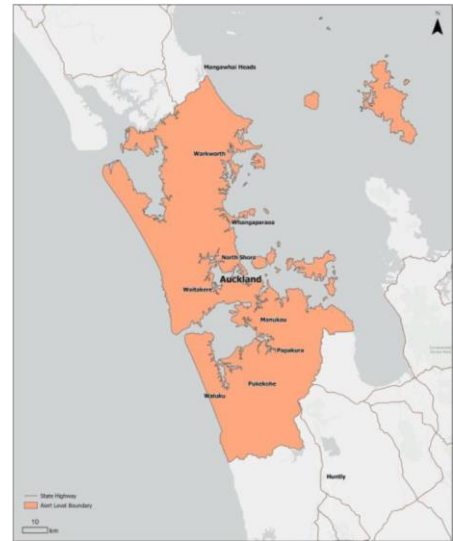 Mangawhai Heads
Warkworth
Whangaparaoa
North Shore
Auckland
Waitakere
Manukau
Papakura
Pukekohe
Waiuku
Huntly
State Highway
Alert Level Boundary
10
km